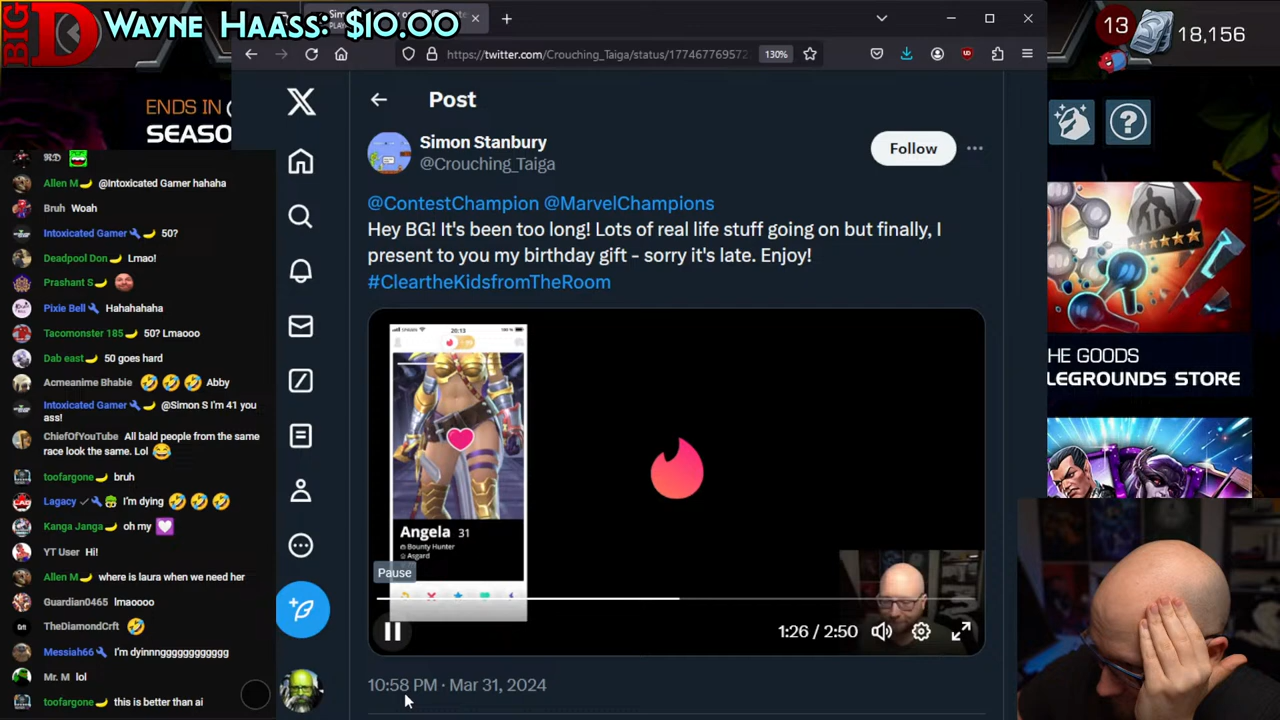 BIG D
WAYNE HAASS: $10.00
https://twitter.com/Crouching_Taiga/status/177467769572
130%
13
18,156
ENDS IN
SEASO
Post
Simon Stanbury
@Crouching_Taiga
Follow
@ContestChampion @MarvelChampions
Hey BG! It's been too long! Lots of real life stuff going on but finally, I
present to you my birthday gift - sorry it's late. Enjoy!
#CleartheKidsfromTheRoom
20:13
100 %
Angela 31
Bounty Hunter
Asgard
Pause
1:26 / 2:50
10:58 PM · Mar 31, 2024
Allen M @Intoxicated Gamer hahaha
Bruh Woah
Intoxicated Gamer 50?
Deadpool Don Lmao!
Prashant S
Pixie Bell Hahahahaha
Tacomonster 185 50? Lmaooo
Dab east 50 goes hard
Acmeanime Bhabie Abby
Intoxicated Gamer @Simon S I'm 41 you
ass!
ChiefOfYouTube All bald people from the same
race look the same. Lol
toofargone bruh
Lagacy I'm dying
Kanga Janga oh my
YT User Hi!
Allen M where is laura when we need her
Guardian0465 lmaoooo
TheDiamondCrft
Messiah66 I'm dyinnngggggggggggg
Mr. M lol
toofargone this is better than ai
HE GOODS
LEGROUNDS STORE